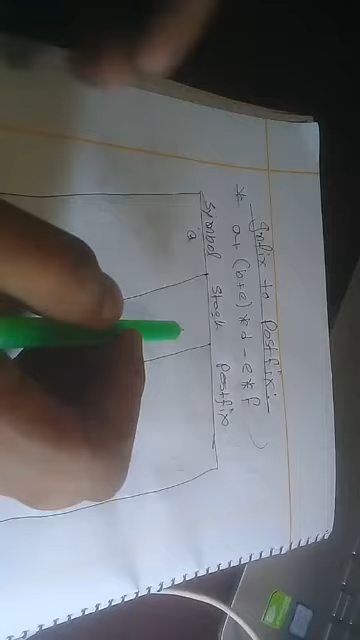 Infix to Postfix:-
* a+(b+c)*d-e*f
Symbol Stack Postfix
a